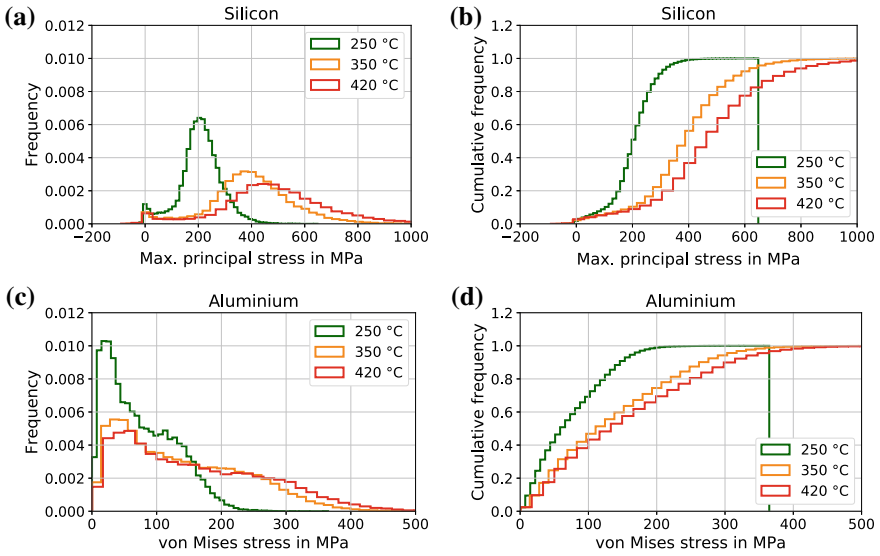 (a)
Silicon
0.012
0.010
0.008
0.006
0.004
0.002
0.000
Frequency
250 °C
350 °C
420 °C
−200 0 200 400 600 800 1000
Max. principal stress in MPa
(b)
Silicon
1.2
1.0
0.8
0.6
0.4
0.2
0.0
Cumulative frequency
250 °C
350 °C
420 °C
−200 0 200 400 600 800 1000
Max. principal stress in MPa
(c)
Aluminium
0.012
0.010
0.008
0.006
0.004
0.002
0.000
Frequency
250 °C
350 °C
420 °C
0 100 200 300 400 500
von Mises stress in MPa
(d)
Aluminium
1.2
1.0
0.8
0.6
0.4
0.2
0.0
Cumulative frequency
250 °C
350 °C
420 °C
0 100 200 300 400 500
von Mises stress in MPa